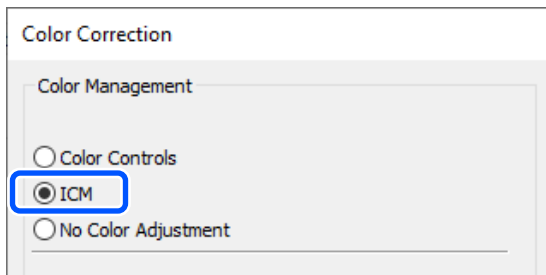 Color Correction
Color Management
Color Controls
ICM
No Color Adjustment